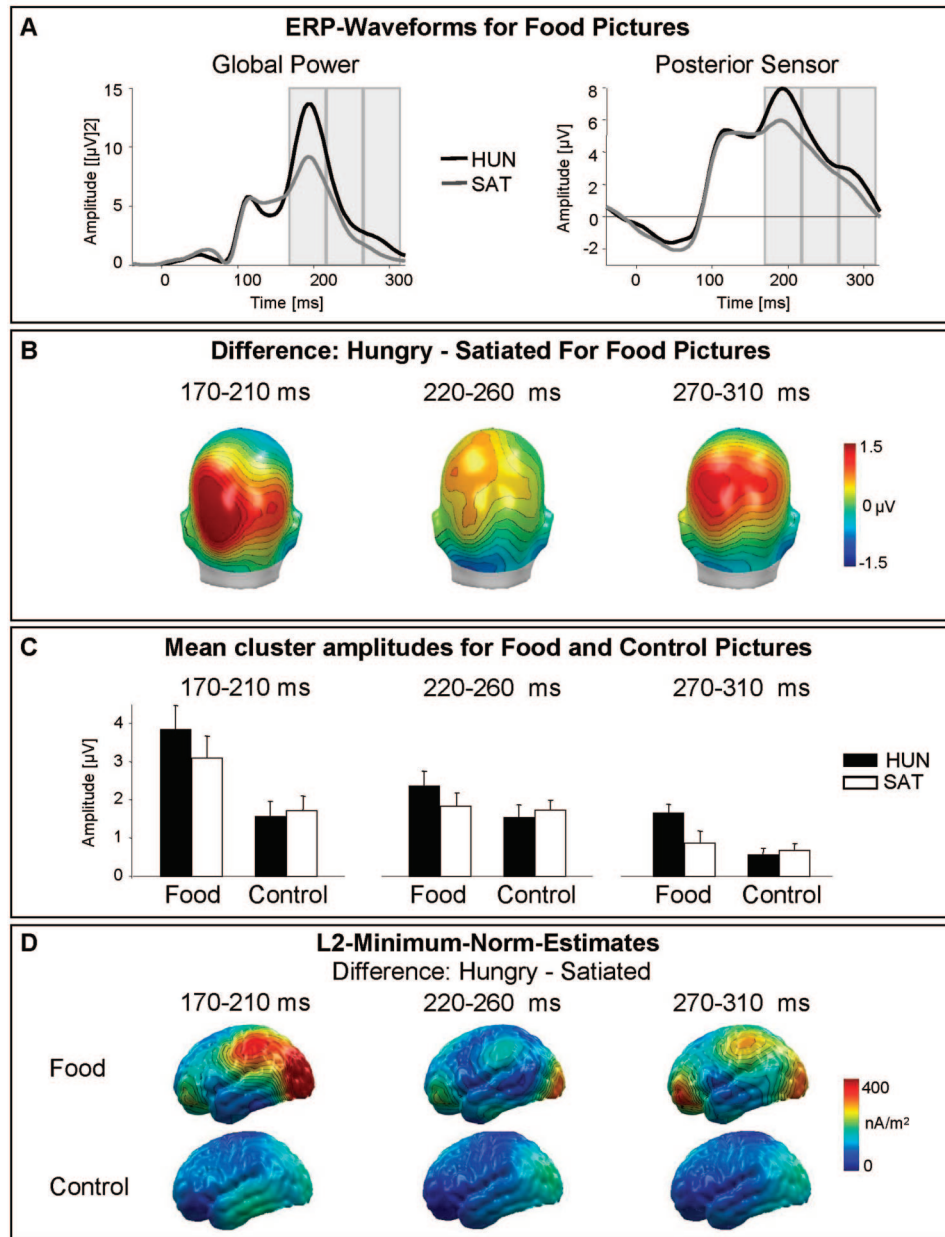 A ERP-Waveforms for Food Pictures
Global Power
Posterior Sensor
Amplitude [[µV]2]
15
10
5
0
0 100 200 300
Time [ms]
HUN
SAT
Amplitude [µV]
8
6
4
2
0
-2
0 100 200 300
Time [ms]
B Difference: Hungry - Satiated For Food Pictures
170-210 ms 220-260 ms 270-310 ms
1.5
0 µV
-1.5
C Mean cluster amplitudes for Food and Control Pictures
170-210 ms 220-260 ms 270-310 ms
Amplitude [µV]
4
3
2
1
0
HUN
SAT
Food Control Food Control Food Control
D L2-Minimum-Norm-Estimates
Difference: Hungry - Satiated
170-210 ms 220-260 ms 270-310 ms
Food
400
nA/m²
0
Control